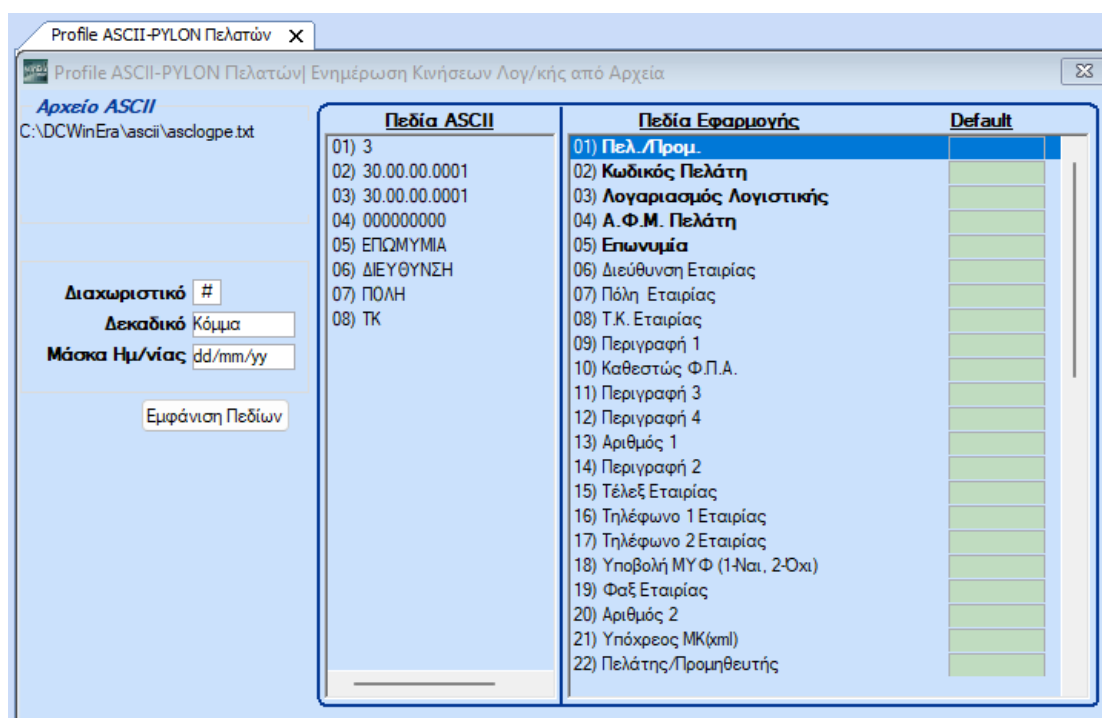 Profile ASCII-PYLON Πελατών
Profile ASCII-PYLON Πελατών| Ενημέρωση Κινήσεων Λογ/κής από Αρχεία
Αρχείο ASCII
C:\DCWinEra\ascii\asclogpe.txt
Διαχωριστικό #
Δεκαδικό Κόμμα
Μάσκα Ημ/νίας dd/mm/yy
Εμφάνιση Πεδίων
Πεδία ASCII
01) 3
02) 30.00.00.0001
03) 30.00.00.0001
04) 000000000
05) ΕΠΩΜΥΜΙΑ
06) ΔΙΕΥΘΥΝΣΗ
07) ΠΟΛΗ
08) ΤΚ
Πεδία Εφαρμογής Default
01) Πελ./Προμ.
02) Κωδικός Πελάτη
03) Λογαριασμός Λογιστικής
04) Α.Φ.Μ. Πελάτη
05) Επωνυμία
06) Διεύθυνση Εταιρίας
07) Πόλη Εταιρίας
08) Τ.Κ. Εταιρίας
09) Περιγραφή 1
10) Καθεστώς Φ.Π.Α.
11) Περιγραφή 3
12) Περιγραφή 4
13) Αριθμός 1
14) Περιγραφή 2
15) Τέλεξ Εταιρίας
16) Τηλέφωνο 1 Εταιρίας
17) Τηλέφωνο 2 Εταιρίας
18) Υποβολή ΜΥΦ (1-Ναι, 2-Όχι)
19) Φαξ Εταιρίας
20) Αριθμός 2
21) Υπόχρεος ΜΚ(xml)
22) Πελάτης/Προμηθευτής